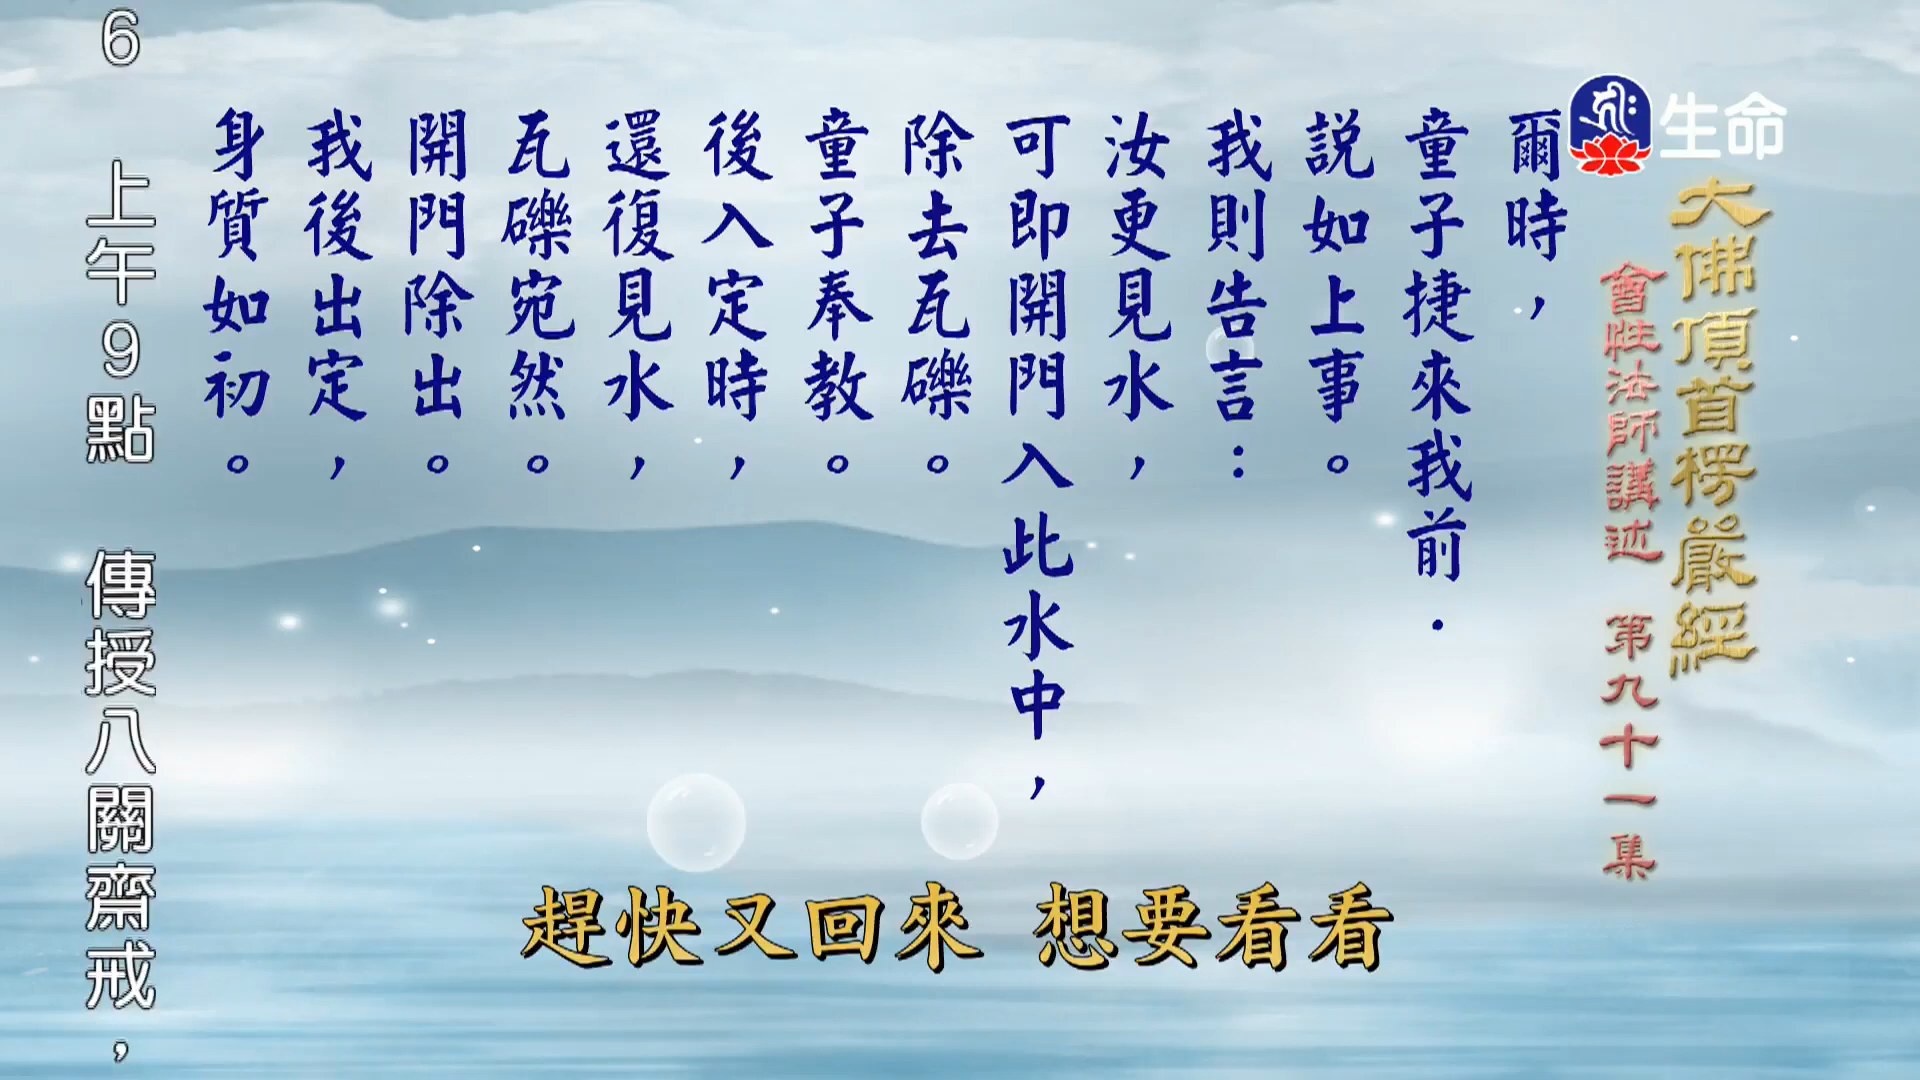 生命
大佛頂首楞嚴經
會性法師講述 第九十一集
爾時，
童子捷來我前．
説如上事。
我則告言：
汝更見水，
可即開門入此水中，
除去瓦礫。
童子奉教。
後入定時，
還復見水，
瓦礫宛然。
開門除出。
我後出定，
身質如初。
6 上午9點 傳授八關齋戒，
趕快又回來 想要看看